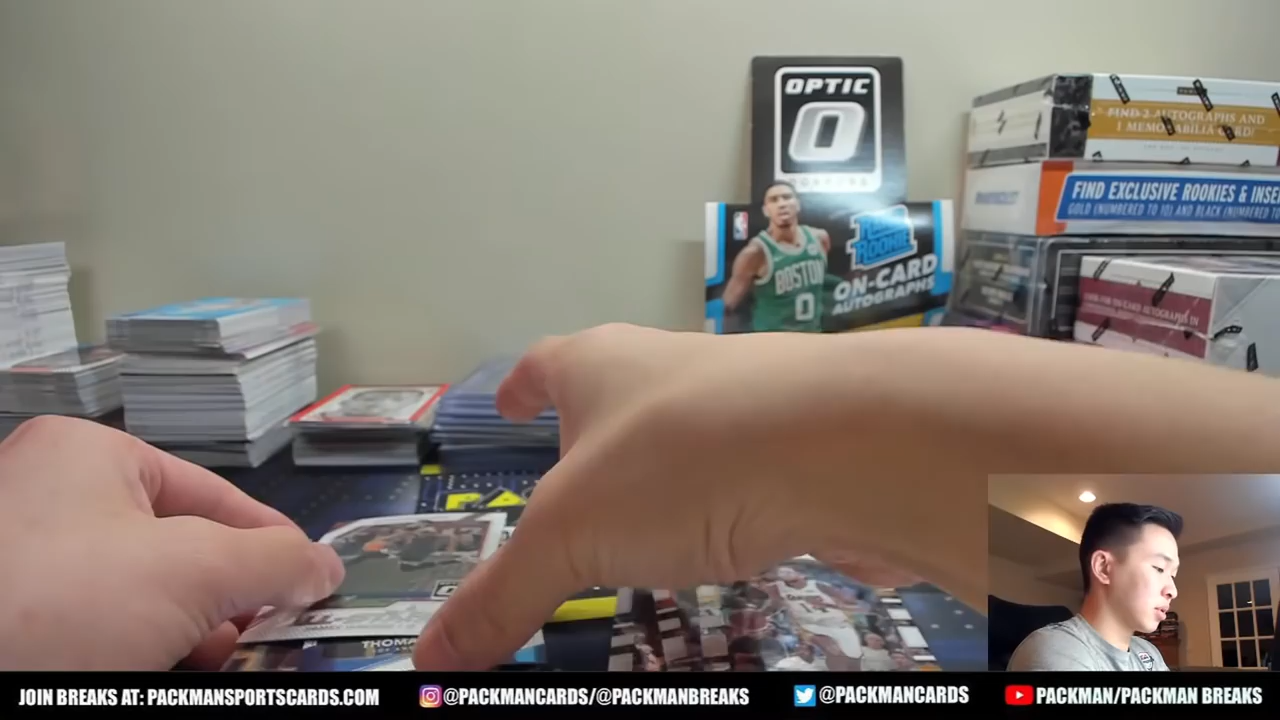 OPTIC
FIND 2 AUTOGRAPHS AND
1 MEMORABILIA CARD!
FIND EXCLUSIVE ROOKIES & INSE
GOLD (NUMBERED TO 10) AND BLACK (NUMBERED T
RATED
ROOKIE
ON-CARD
AUTOGRAPHS
BOSTON
0
THOMA
JOIN BREAKS AT: PACKMANSPORTSCARDS.COM
@PACKMANCARDS/@PACKMANBREAKS
@PACKMANCARDS
PACKMAN/PACKMAN BREAKS